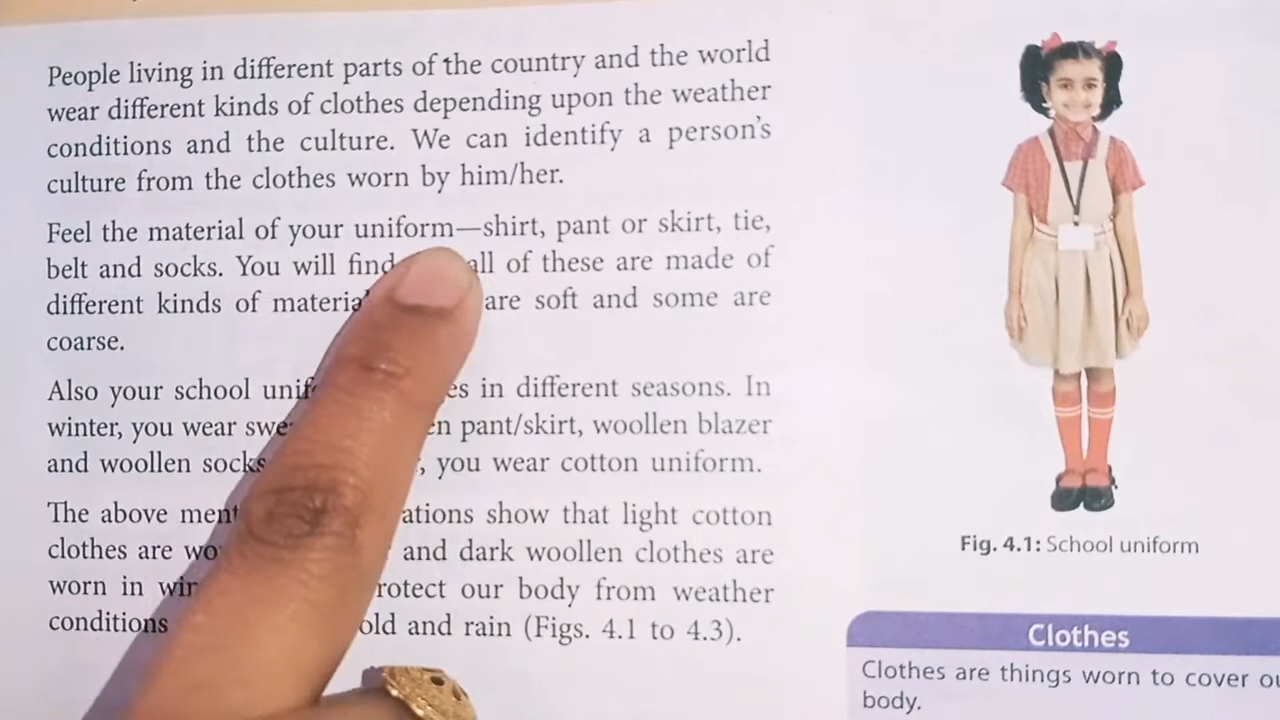 People living in different parts of the country and the world
wear different kinds of clothes depending upon the weather
conditions and the culture. We can identify a person's
culture from the clothes worn by him/her.
Feel the material of your uniform—shirt, pant or skirt, tie,
belt and socks. You will find all of these are made of
different kinds of are soft and some are
coarse.
Also your school in different seasons. In
winter, you wear pant/skirt, woollen blazer
and woollen socks you wear cotton uniform.
The above show that light cotton
clothes are and dark woollen clothes are
worn in our body from weather
conditions and rain (Figs. 4.1 to 4.3).
Fig. 4.1: School uniform
Clothes
Clothes are things worn to cover
body.